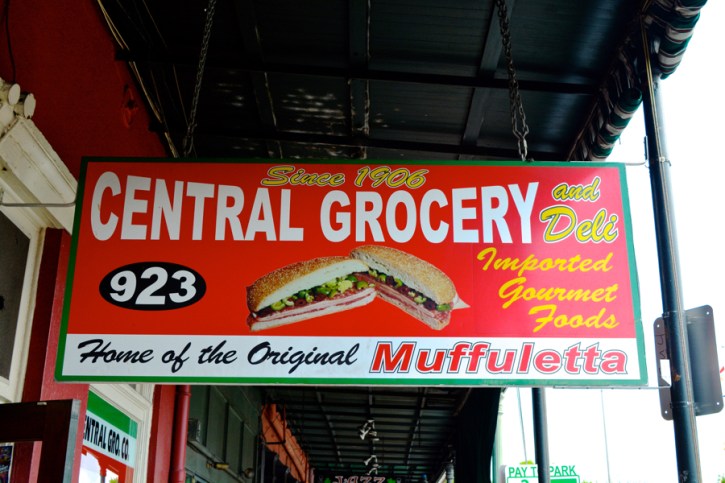 Since 1906
CENTRAL GROCERY and Deli
Imported
Gourmet
Foods
923
Home of the Original Muffuletta
NTRAL GRO. CO.
PAY TO PARK